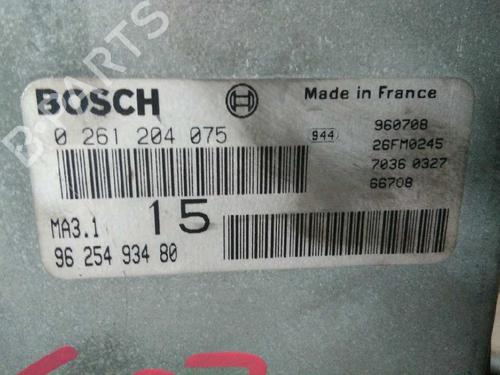 B-PARTS
BOSCH
Made in France
0 261 204 075
944
960708
26FM0245
7036 0327
66708
MA3.1
15
96 254 934 80